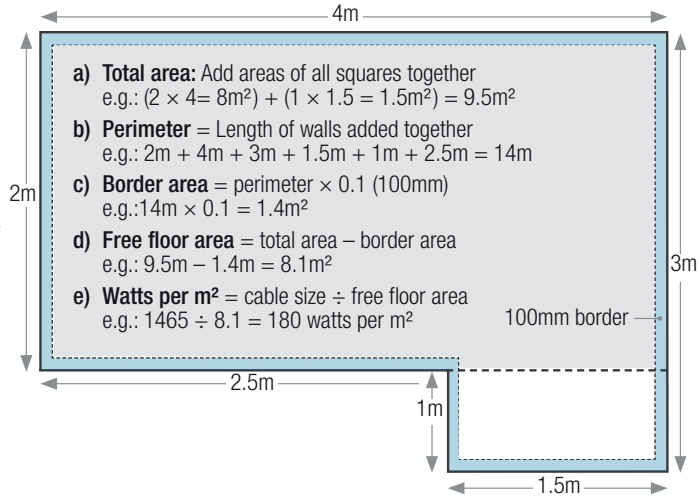 4m
a) Total area: Add areas of all squares together
e.g.: (2 × 4= 8m²) + (1 × 1.5 = 1.5m²) = 9.5m²
b) Perimeter = Length of walls added together
e.g.: 2m + 4m + 3m + 1.5m + 1m + 2.5m = 14m
2m
c) Border area = perimeter × 0.1 (100mm)
e.g.:14m × 0.1 = 1.4m²
d) Free floor area = total area – border area
e.g.: 9.5m – 1.4m = 8.1m²
3m
e) Watts per m² = cable size ÷ free floor area
e.g.: 1465 ÷ 8.1 = 180 watts per m²
100mm border
2.5m
1m
1.5m